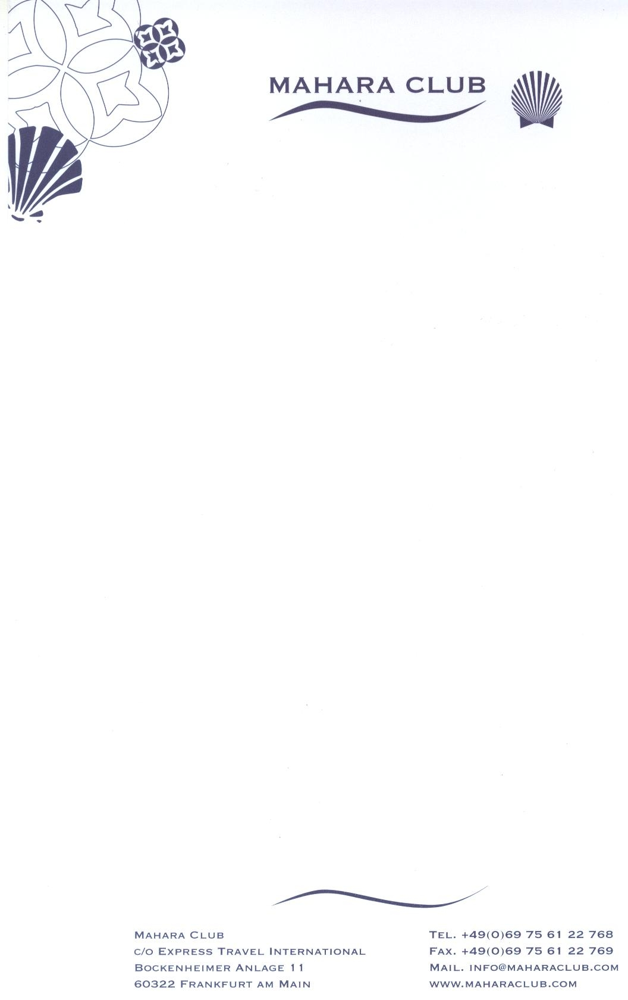 MAHARA CLUB
MAHARA CLUB
C/O EXPRESS TRAVEL INTERNATIONAL
BOCKENHEIMER ANLAGE 11
60322 FRANKFURT AM MAIN
TEL. +49(0)69 75 61 22 768
FAX. +49(0)69 75 61 22 769
MAIL. INFO@MAHARACLUB.COM
WWW.MAHARACLUB.COM